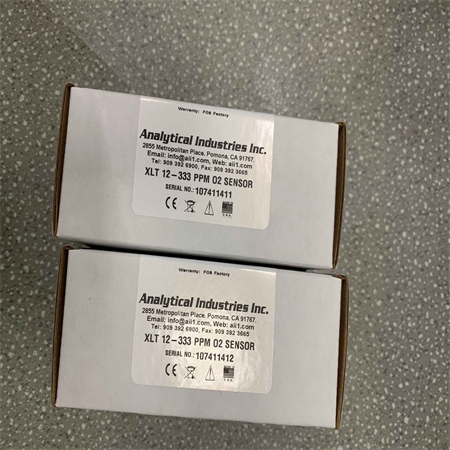 Warranty: FOB Factory
Analytical Industries Inc.
2855 Metropolitan Place, Pomona, CA 91767.
Email: info@aii1.com, Web: aii1.com
Tel: 909 392 6900, Fax: 909 392 3665
XLT 12-333 PPM O2 SENSOR
SERIAL NO.: 107411411
CE
Warranty: FOB Factory
Analytical Industries Inc.
2855 Metropolitan Place, Pomona, CA 91767.
Email: info@aii1.com, Web: aii1.com
Tel: 909 392 6900, Fax: 909 392 3665
XLT 12-333 PPM O2 SENSOR
SERIAL NO.: 107411412
CE